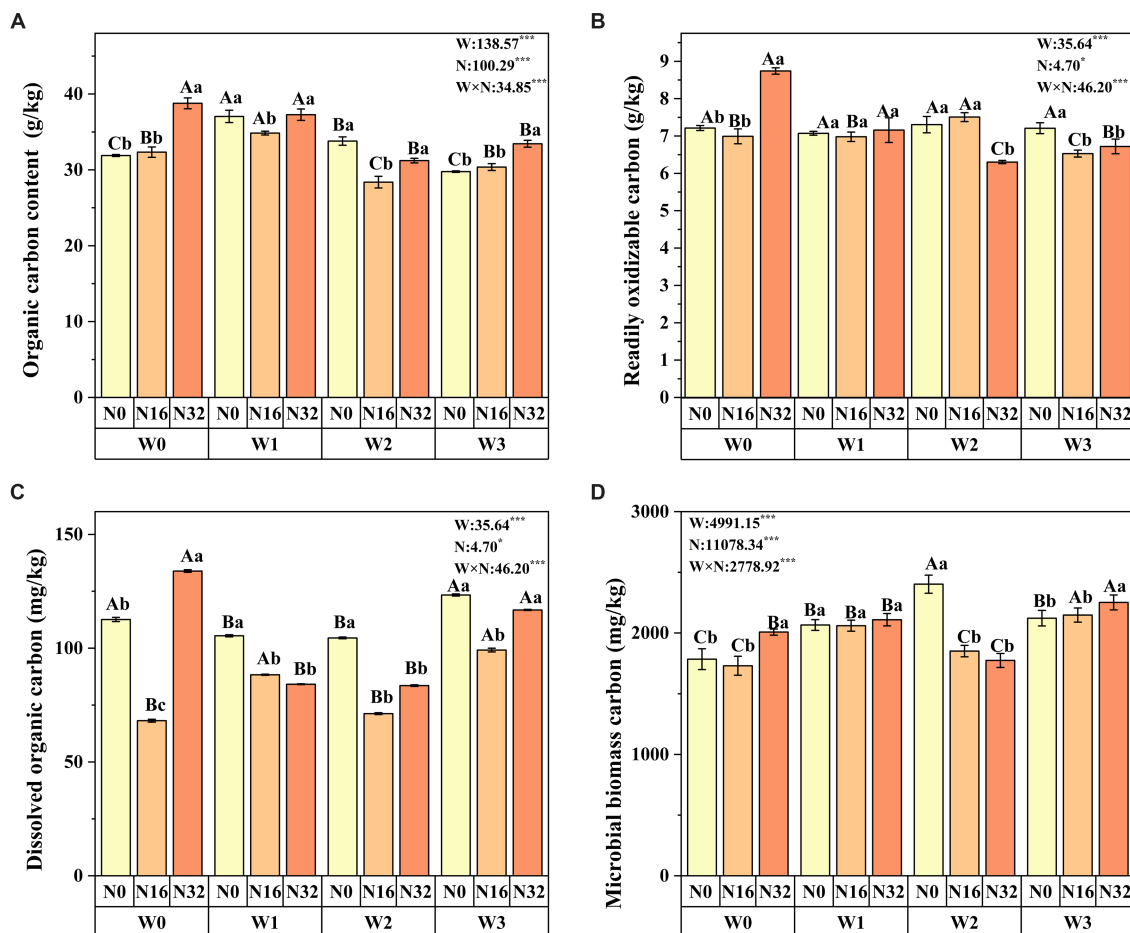 A
W:138.57***
N:100.29***
W×N:34.85***
Organic carbon content (g/kg)
40
30
20
10
0
Cb Bb Aa Aa Ab Aa Ba Cb Ba Cb Bb Ba
N0 N16 N32 N0 N16 N32 N0 N16 N32 N0 N16 N32
W0 W1 W2 W3
B
W:35.64***
N:4.70*
W×N:46.20***
Readily oxidizable carbon (g/kg)
9
8
7
6
5
4
3
2
1
0
Ab Bb Aa Aa Ba Aa Aa Aa Cb Aa Cb Bb
N0 N16 N32 N0 N16 N32 N0 N16 N32 N0 N16 N32
W0 W1 W2 W3
C
W:35.64***
N:4.70*
W×N:46.20***
Dissolved organic carbon (mg/kg)
150
100
50
0
Ab Bc Aa Ba Ab Bb Ba Bb Bb Aa Ab Aa
N0 N16 N32 N0 N16 N32 N0 N16 N32 N0 N16 N32
W0 W1 W2 W3
D
W:4991.15***
N:11078.34***
W×N:2778.92***
Microbial biomass carbon (mg/kg)
3000
2000
1000
0
Cb Cb Ba Ba Ba Ba Aa Cb Cb Bb Ab Aa
N0 N16 N32 N0 N16 N32 N0 N16 N32 N0 N16 N32
W0 W1 W2 W3